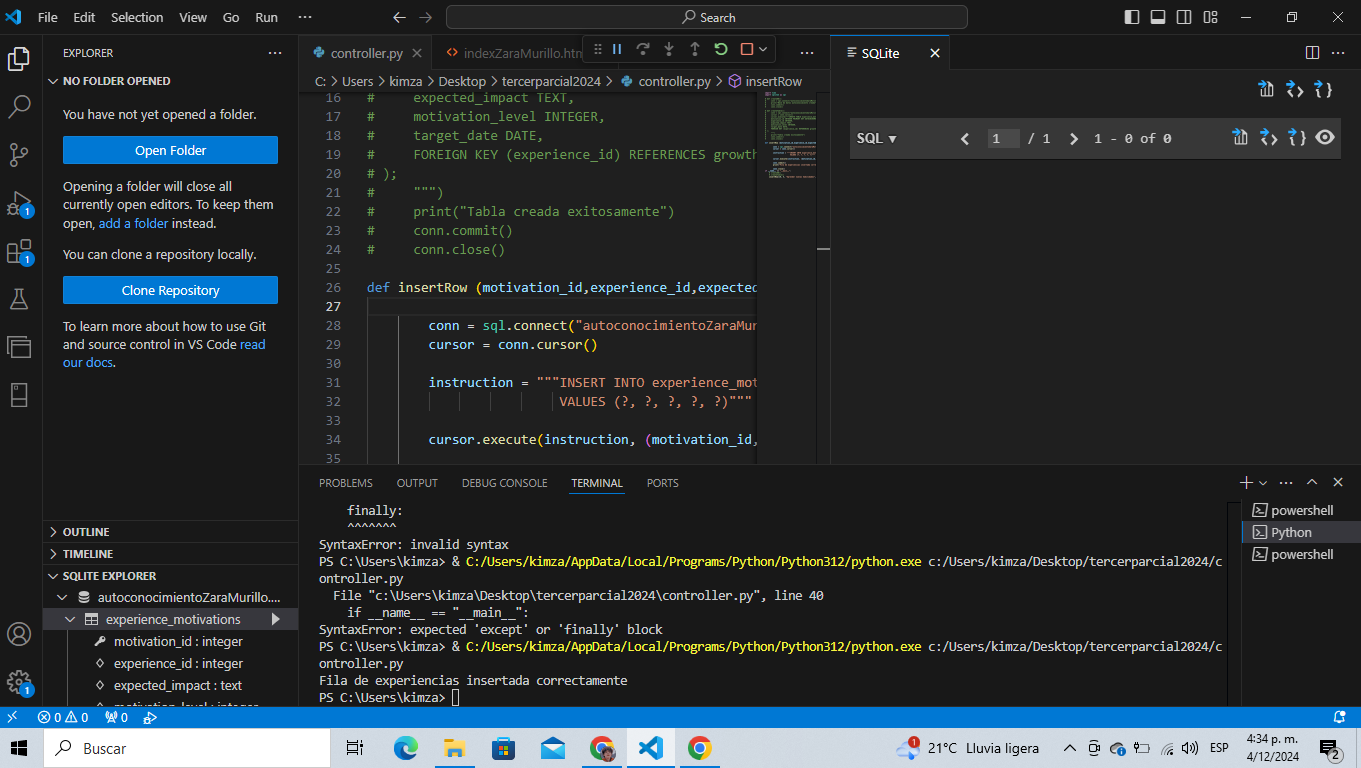 File Edit Selection View Go Run ··· Search
EXPLORER ···
NO FOLDER OPENED
You have not yet opened a folder.
Open Folder
Opening a folder will close all
currently open editors. To keep them
open, add a folder instead.
You can clone a repository locally.
Clone Repository
To learn more about how to use Git
and source control in VS Code read
our docs.
1
1
1
OUTLINE
TIMELINE
SQLITE EXPLORER
autoconocimientoZaraMurillo....
experience_motivations
motivation_id : integer
experience_id : integer
expected_impact : text
motivation_level : integer
controller.py indexZaraMurillo.htm ···
C: > Users > kimza > Desktop > tercerparcial2024 > controller.py > insertRow
16 #     expected_impact TEXT,
17 #     motivation_level INTEGER,
18 #     target_date DATE,
19 #     FOREIGN KEY (experience_id) REFERENCES growth
20 # );
21 #     """)
22 #     print("Tabla creada exitosamente")
23 #     conn.commit()
24 #     conn.close()
25
26 def insertRow (motivation_id,experience_id,expected
27
28         conn = sql.connect("autoconocimientoZaraMur
29         cursor = conn.cursor()
30
31         instruction = """INSERT INTO experience_mot
32                          VALUES (?, ?, ?, ?, ?)"""
33
34         cursor.execute(instruction, (motivation_id,
35
SQLite ···
SQL 1 / 1 1 - 0 of 0
PROBLEMS OUTPUT DEBUG CONSOLE TERMINAL PORTS
finally:
^^^^^^^
SyntaxError: invalid syntax
PS C:\Users\kimza> & C:/Users/kimza/AppData/Local/Programs/Python/Python312/python.exe c:/Users/kimza/Desktop/tercerparcial2024/c
ontroller.py
  File "c:\Users\kimza\Desktop\tercerparcial2024\controller.py", line 40
    if __name__ == "__main__":
SyntaxError: expected 'except' or 'finally' block
PS C:\Users\kimza> & C:/Users/kimza/AppData/Local/Programs/Python/Python312/python.exe c:/Users/kimza/Desktop/tercerparcial2024/c
ontroller.py
Fila de experiencias insertada correctamente
PS C:\Users\kimza>
powershell
Python
powershell
0 0 0
Buscar
1 21°C Lluvia ligera ESP 4:34 p. m.
4/12/2024 2